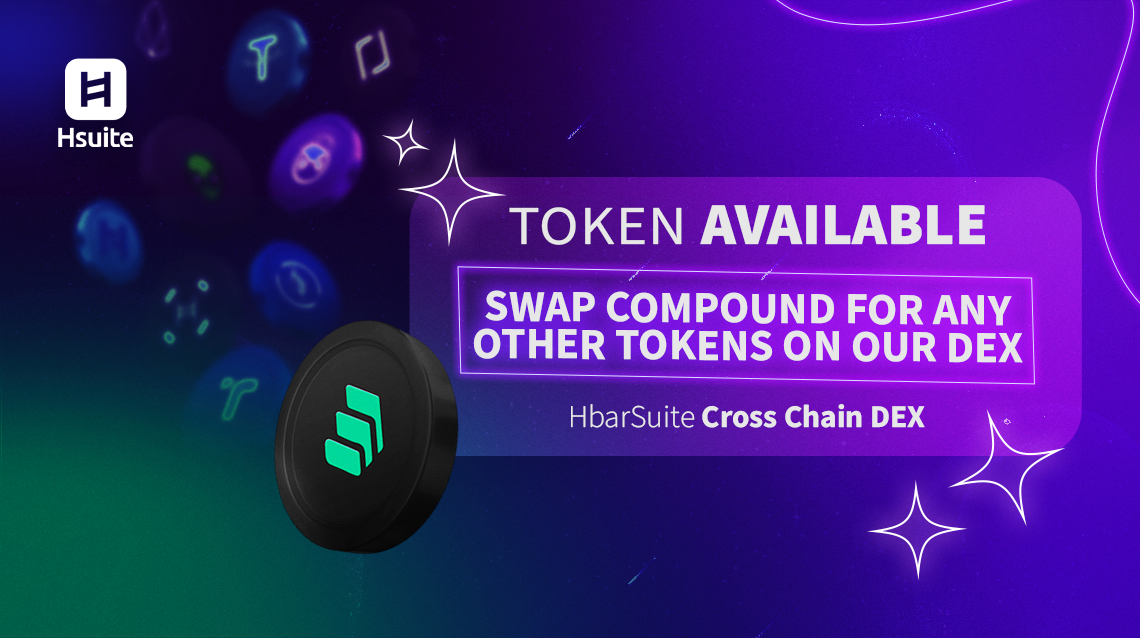 Hsuite
TOKEN AVAILABLE
SWAP COMPOUND FOR ANY
OTHER TOKENS ON OUR DEX
HbarSuite Cross Chain DEX